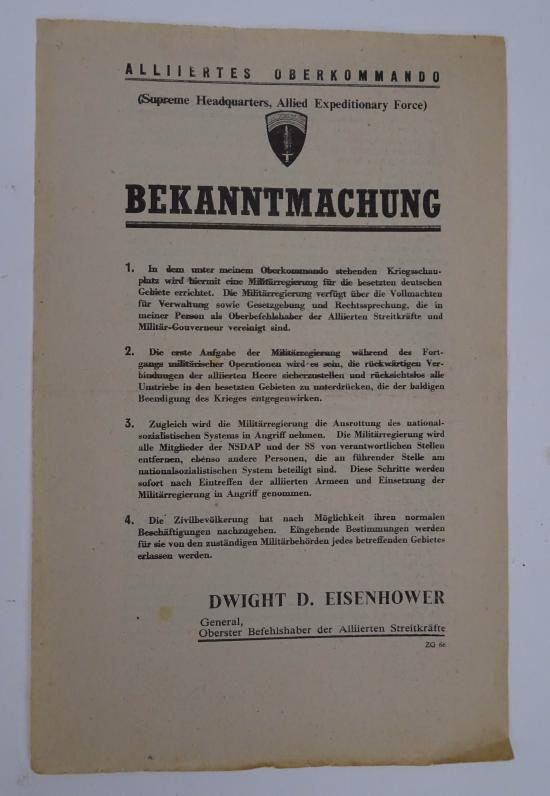 ALLIIERTES OBERKOMMANDO
(Supreme Headquarters, Allied Expeditionary Force)
BEKANNTMACHUNG
1. In dem unter meinem Oberkommando stehenden Kriegsschau-
platz wird hiermit eine Militärregierung für die besetzten deutschen
Gebiete errichtet. Die Militärregierung verfügt über die Vollmachten
für Verwaltung sowie Gesetzgebung und Rechtssprechung, die in
meiner Person als Oberbefehlshaber der Alliierten Streitkräfte und
Militär-Gouverneur vereinigt sind.
2. Die erste Aufgabe der Militärregierung während des Fort-
gangs militärischer Operationen wird es sein, die rückwärtigen Ver-
bindungen der alliierten Heere sicherzustellen und rücksichtslos alle
Umtriebe in den besetzten Gebieten zu unterdrücken, die der baldigen
Beendigung des Krieges entgegenwirken.
3. Zugleich wird die Militärregierung die Ausrottung des national-
sozialistischen Systems in Angriff nehmen. Die Militärregierung wird
alle Mitglieder der NSDAP und der SS von verantwortlichen Stellen
entfernen, ebenso andere Personen, die an führender Stelle am
nationalsozialistischen System beteiligt sind. Diese Schritte werden
sofort nach Eintreffen der alliierten Armeen und Einsetzung der
Militärregierung in Angriff genommen.
4. Die Zivilbevölkerung hat nach Möglichkeit ihren normalen
Beschäftigungen nachzugehen. Eingehende Bestimmungen werden
für sie von den zuständigen Militärbehörden jedes betreffenden Gebietes
erlassen werden.
DWIGHT D. EISENHOWER
General,
Oberster Befehlshaber der Alliierten Streitkräfte